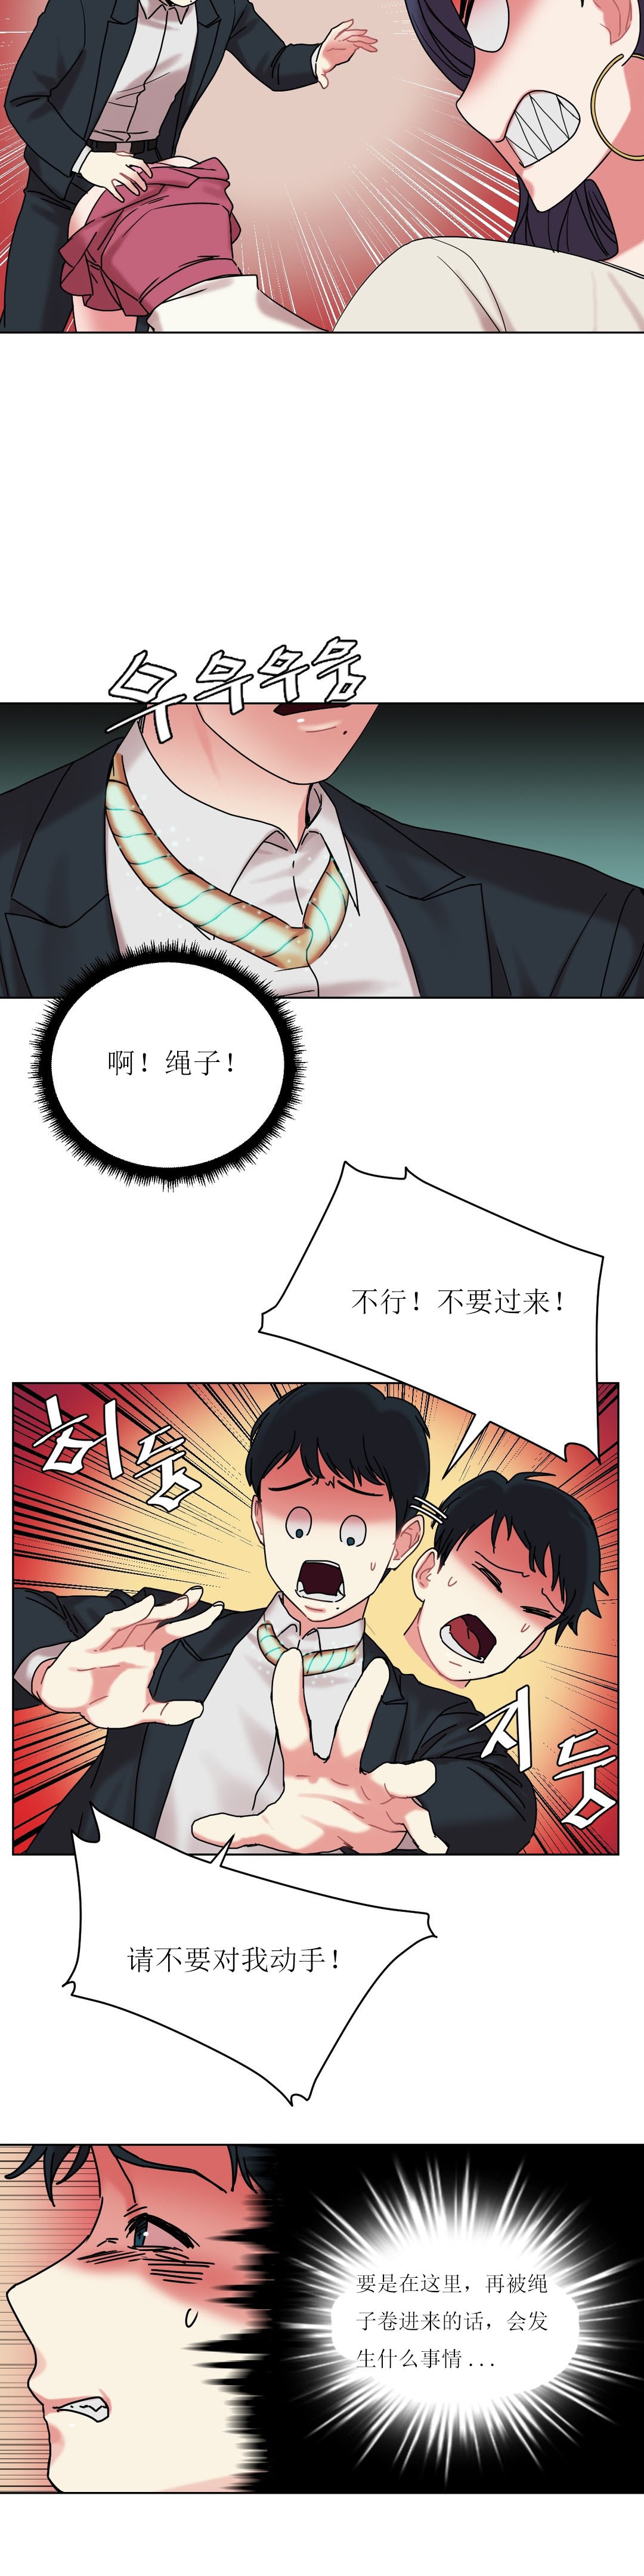 우우우웅
啊！绳子！
不行！不要过来！
허둥
지둥
请不要对我动手！
要是在这里，再被绳
子卷进来的话，会发
生什么事情...